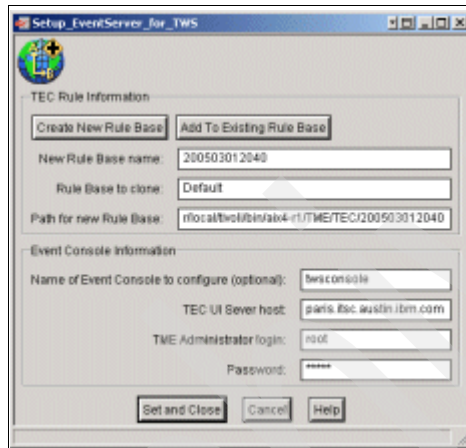 Setup_EventServer_for_TWS
TEC Rule Information
Create New Rule Base Add To Existing Rule Base
New Rule Base name: 200503012040
Rule Base to clone: Default
Path for new Rule Base: r/local/tivoli/bin/aix4-r1/TME/TEC/200503012040
Event Console Information
Name of Event Console to configure (optional): twsconsole
TEC UI Sever host: paris.itsc.austin.ibm.com
TME Administrator login: root
Password: *****
Set and Close Cancel Help